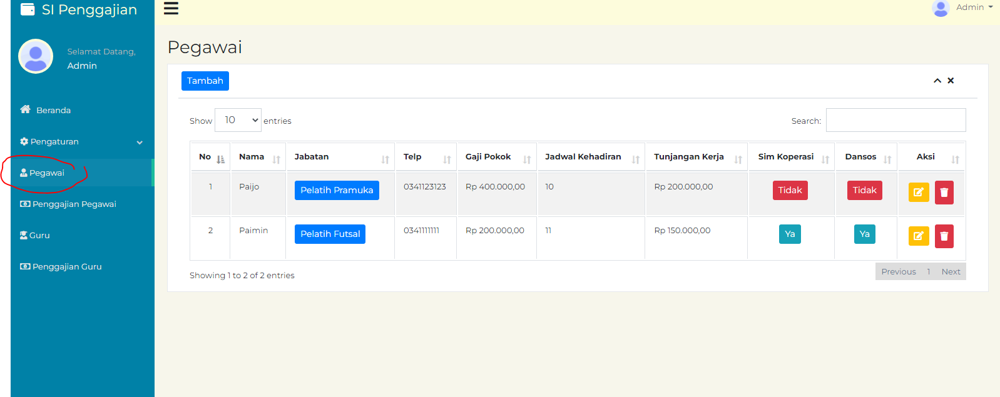 SI Penggajian
Admin
Selamat Datang,
Admin
Beranda
Pengaturan
Pegawai
Penggajian Pegawai
Guru
Penggajian Guru
Pegawai
Tambah
Show 10 entries
Search:
No Nama Jabatan Telp Gaji Pokok Jadwal Kehadiran Tunjangan Kerja Sim Koperasi Dansos Aksi
1 Paijo Pelatih Pramuka 0341123123 Rp 400.000,00 10 Rp 200.000,00 Tidak Tidak
2 Paimin Pelatih Futsal 0341111111 Rp 200.000,00 11 Rp 150.000,00 Ya Ya
Showing 1 to 2 of 2 entries
Previous 1 Next